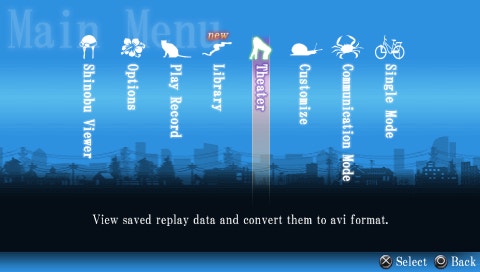 Main Menu
new
Shinobu Viewer
Options
Play Record
Library
Theater
Customize
Communication Mode
Single Mode
View saved replay data and convert them to avi format.
Select Back